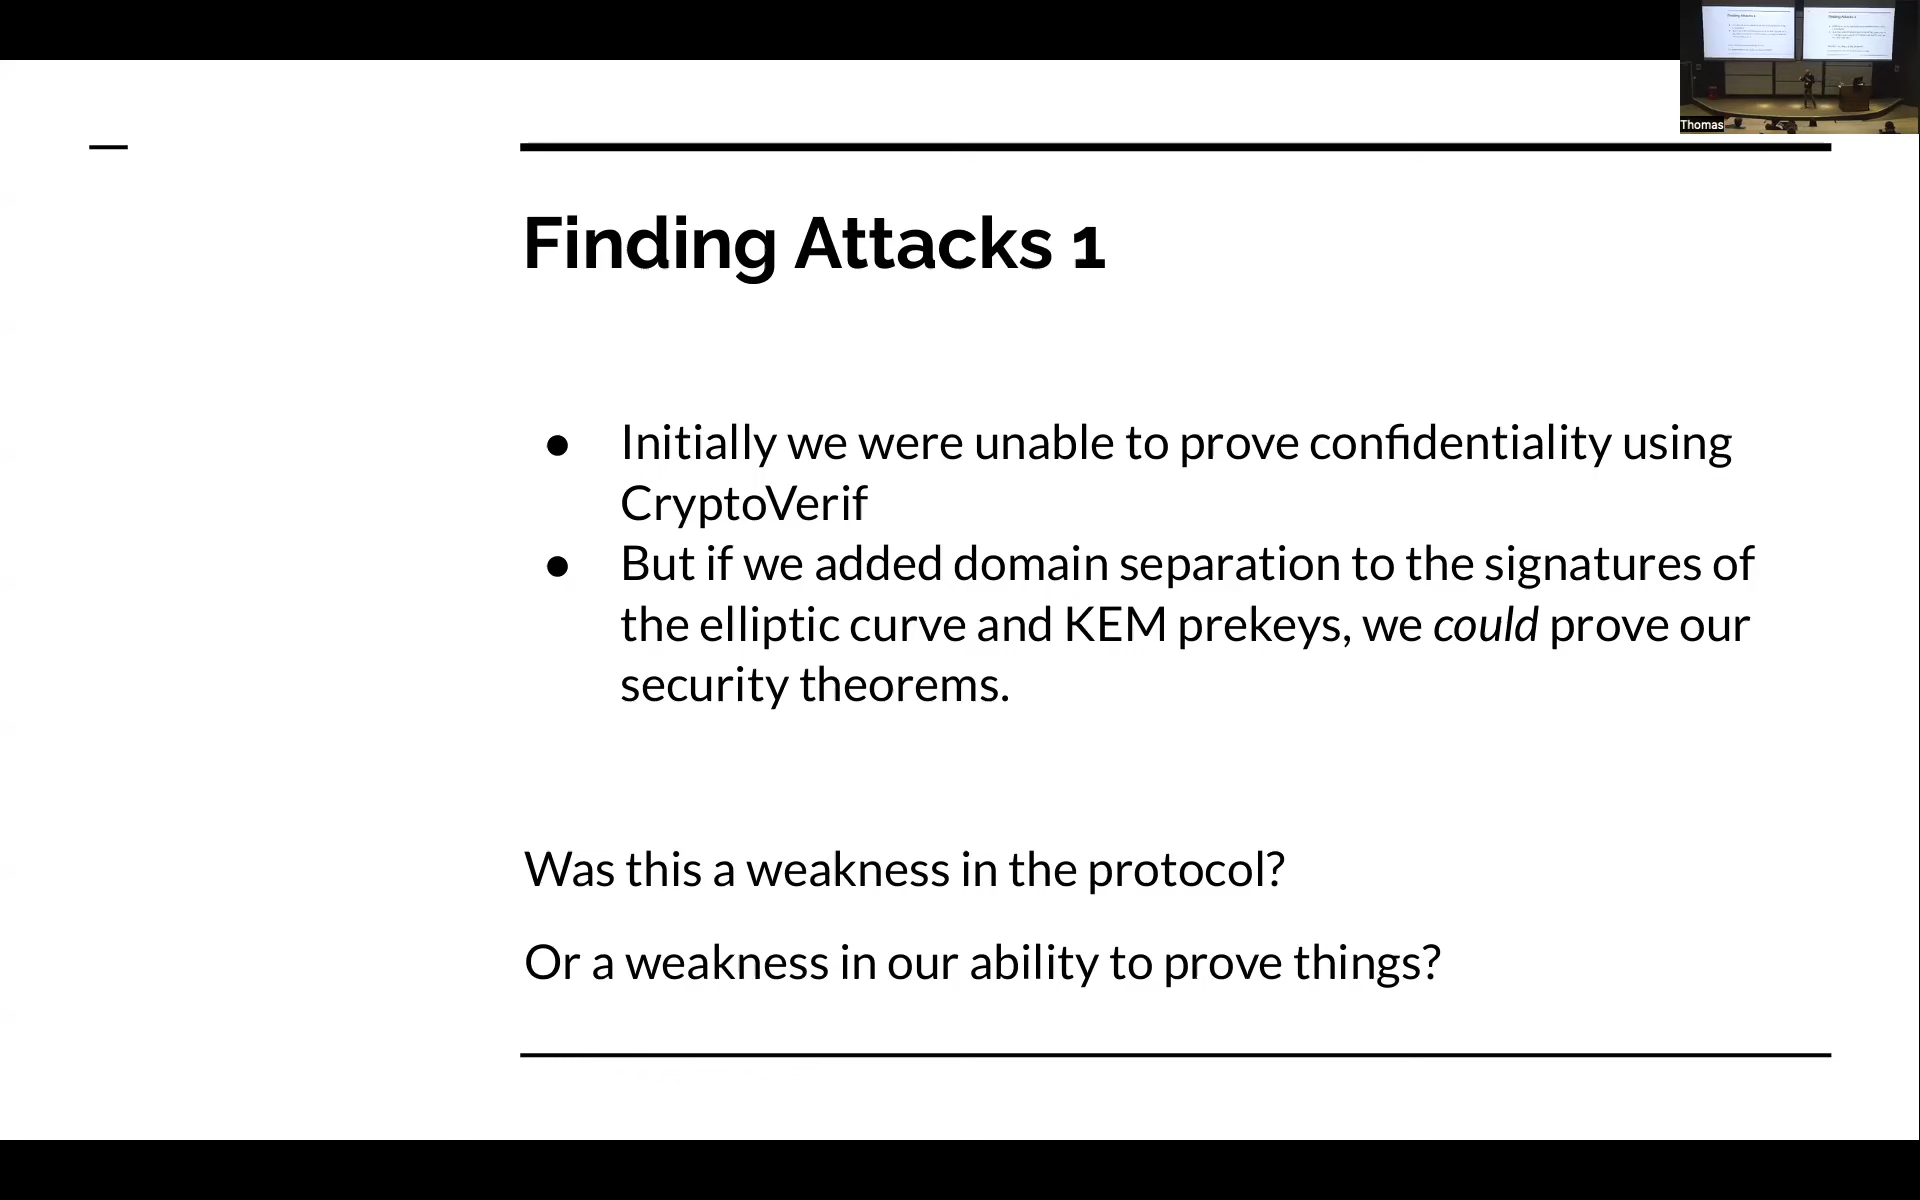 Thomas
Finding Attacks 1
● Initially we were unable to prove confidentiality using
CryptoVerif
● But if we added domain separation to the signatures of
the elliptic curve and KEM prekeys, we could prove our
security theorems.
Was this a weakness in the protocol?
Or a weakness in our ability to prove things?